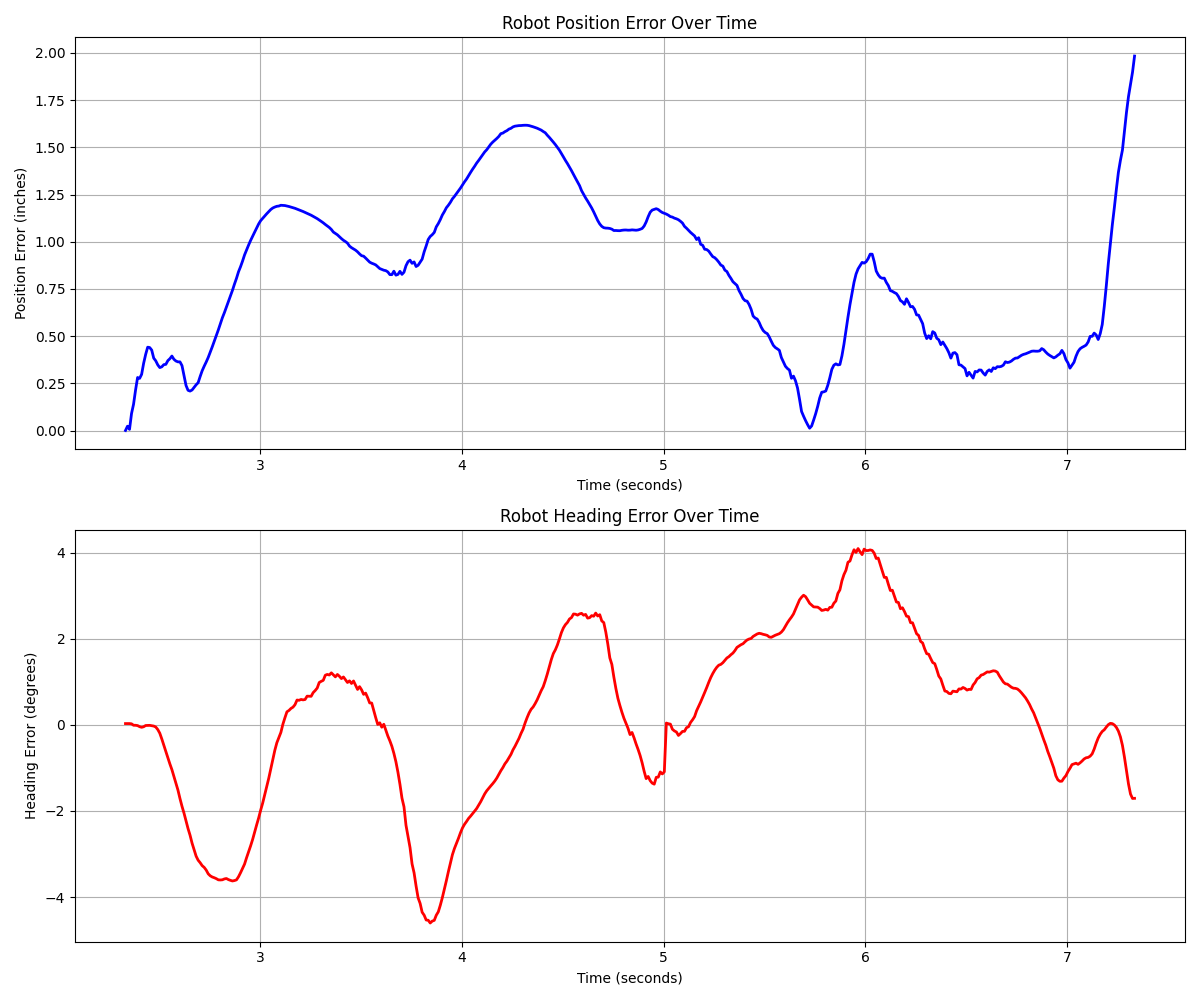 Robot Position Error Over Time
Position Error (inches)
2.00
1.75
1.50
1.25
1.00
0.75
0.50
0.25
0.00
3 4 5 6 7
Time (seconds)
Robot Heading Error Over Time
Heading Error (degrees)
4
2
0
−2
−4
3 4 5 6 7
Time (seconds)